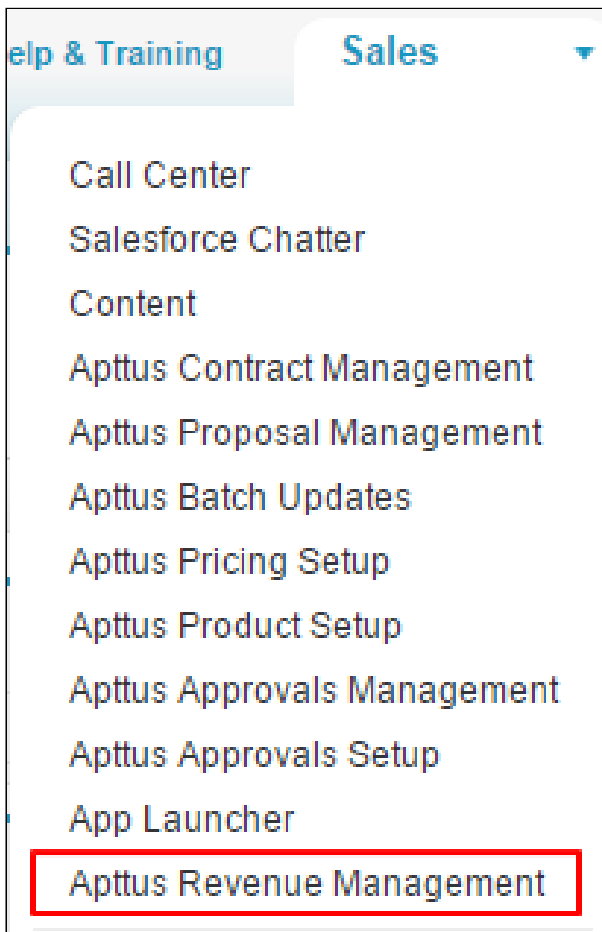 elp & Training
Sales
Call Center
Salesforce Chatter
Content
Apttus Contract Management
Apttus Proposal Management
Apttus Batch Updates
Apttus Pricing Setup
Apttus Product Setup
Apttus Approvals Management
Apttus Approvals Setup
App Launcher
Apttus Revenue Management